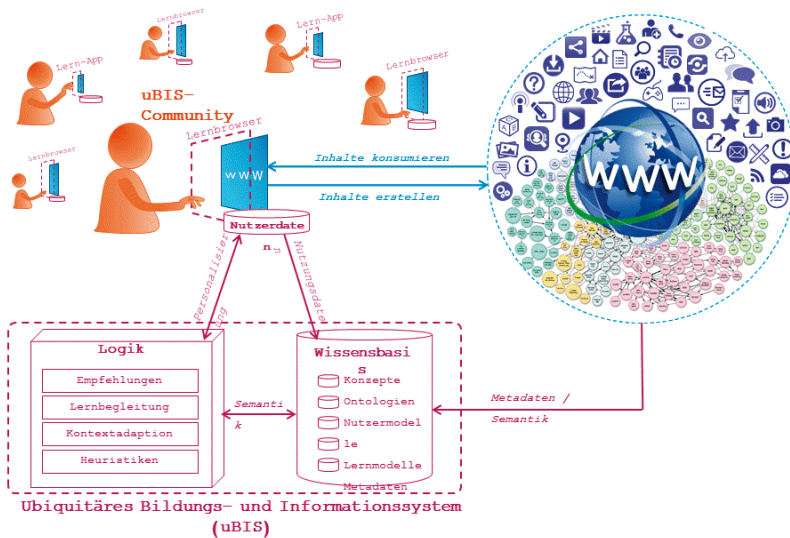 Lernbrowser
Lern-App
Lern-App
Lernbrowser
uBIS-
Community
Lernbrowser
Lernbrowser
WWW
Inhalte konsumieren
Inhalte erstellen
WWW
Nutzerdate
n
Personalisier
ung
Nutzungsdate
n
Logik
Empfehlungen
Lernbegleitung
Kontextadaption
Heuristiken
Semanti
k
Wissensbasi
s
Konzepte
Ontologien
Nutzermodel
le
Lernmodelle
Metadaten
Metadaten /
Semantik
Ubiquitäres Bildungs- und Informationssystem
(uBIS)